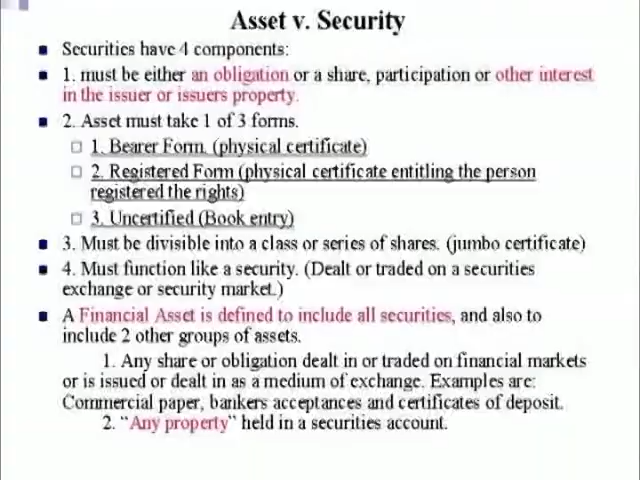 Asset v. Security
Securities have 4 components:
1. must be either an obligation or a share, participation or other interest
in the issuer or issuers property.
2. Asset must take 1 of 3 forms.
1. Bearer Form. (physical certificate)
2. Registered Form (physical certificate entitling the person
registered the rights)
3. Uncertified (Book entry)
3. Must be divisible into a class or series of shares. (jumbo certificate)
4. Must function like a security. (Dealt or traded on a securities
exchange or security market.)
A Financial Asset is defined to include all securities, and also to
include 2 other groups of assets.
1. Any share or obligation dealt in or traded on financial markets
or is issued or dealt in as a medium of exchange. Examples are:
Commercial paper, bankers acceptances and certificates of deposit.
2. "Any property" held in a securities account.